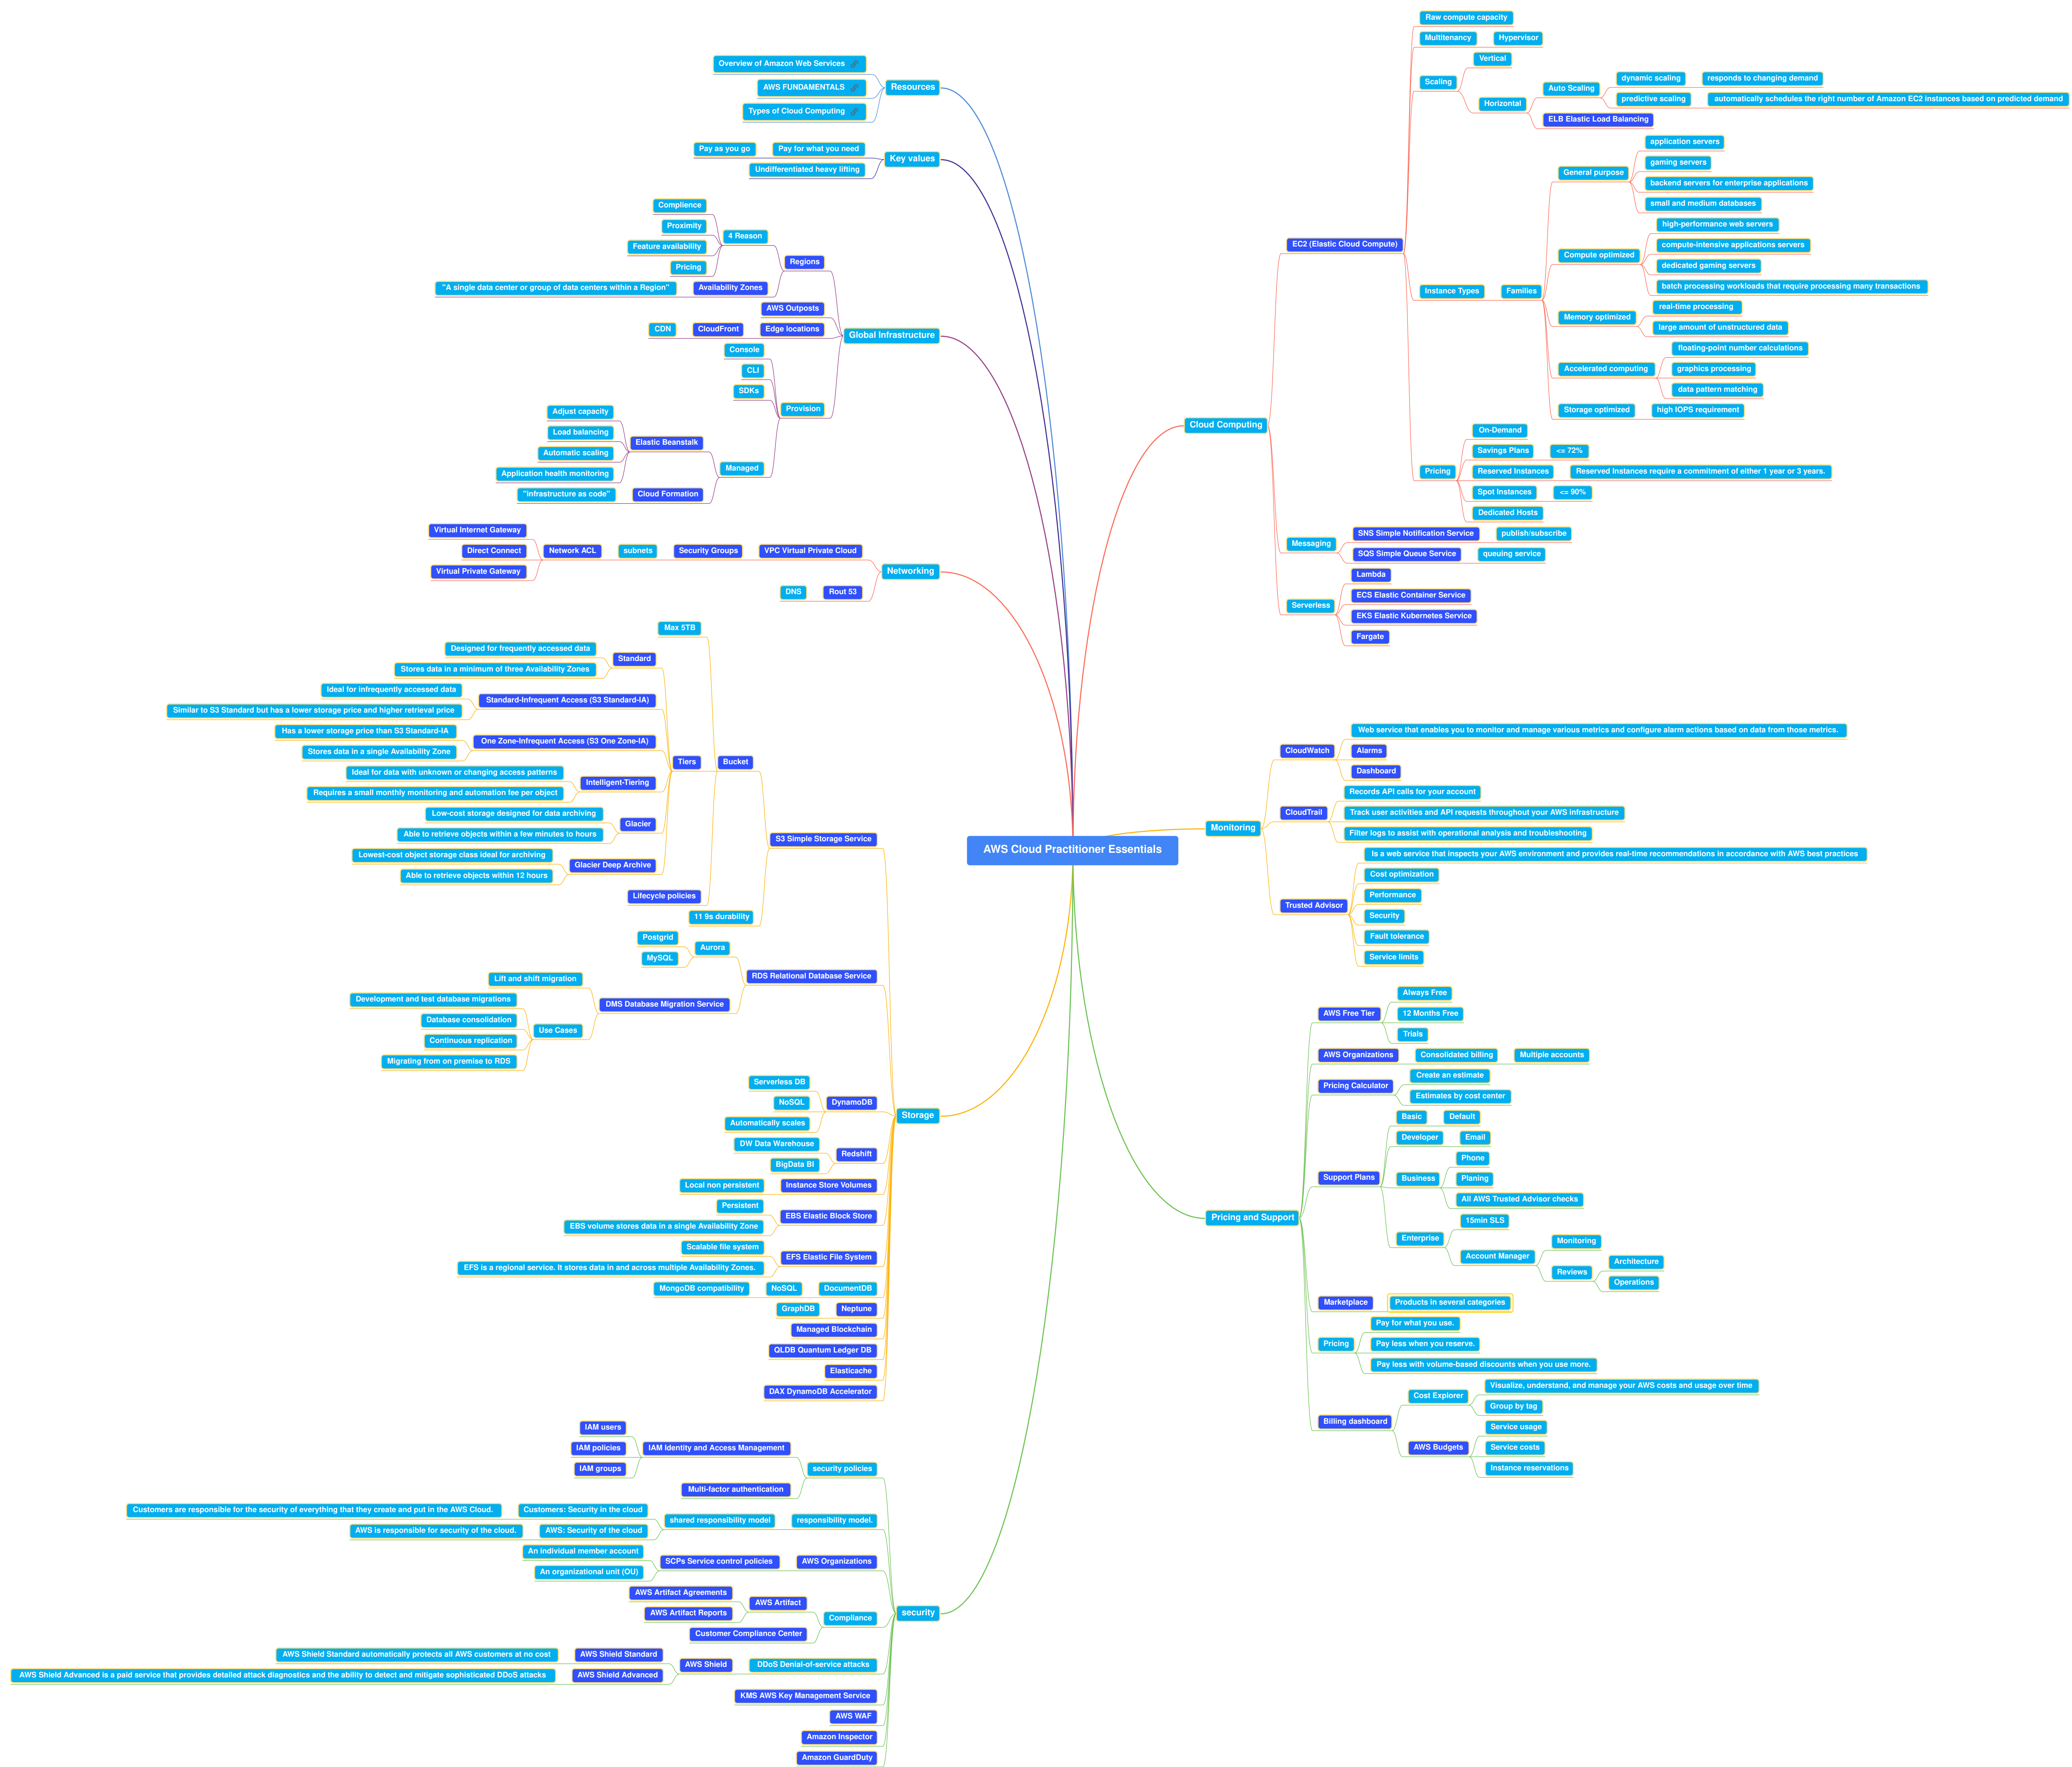 AWS Cloud Practitioner Essentials
Resources
Overview of Amazon Web Services
AWS FUNDAMENTALS
Types of Cloud Computing
Key values
Pay for what you need
Pay as you go
Undifferentiated heavy lifting
Global Infrastructure
Regions
4 Reason
Complience
Proximity
Feature availability
Pricing
Availability Zones
"A single data center or group of data centers within a Region"
AWS Outposts
Edge locations
CloudFront
CDN
Provision
Console
CLI
SDKs
Managed
Elastic Beanstalk
Adjust capacity
Load balancing
Automatic scaling
Application health monitoring
Cloud Formation
"infrastructure as code"
Networking
VPC Virtual Private Cloud
Security Groups
subnets
Network ACL
Virtual Internet Gateway
Direct Connect
Virtual Private Gateway
Rout 53
DNS
Storage
S3 Simple Storage Service
Bucket
Max 5TB
Tiers
Standard
Designed for frequently accessed data
Stores data in a minimum of three Availability Zones
Standard-Infrequent Access (S3 Standard-IA)
Ideal for infrequently accessed data
Similar to S3 Standard but has a lower storage price and higher retrieval price
One Zone-Infrequent Access (S3 One Zone-IA)
Has a lower storage price than S3 Standard-IA
Stores data in a single Availability Zone
Intelligent-Tiering
Ideal for data with unknown or changing access patterns
Requires a small monthly monitoring and automation fee per object
Glacier
Low-cost storage designed for data archiving
Able to retrieve objects within a few minutes to hours
Glacier Deep Archive
Lowest-cost object storage class ideal for archiving
Able to retrieve objects within 12 hours
Lifecycle policies
11 9s durability
RDS Relational Database Service
Aurora
Postgrid
MySQL
DMS Database Migration Service
Lift and shift migration
Use Cases
Development and test database migrations
Database consolidation
Continuous replication
Migrating from on premise to RDS
DynamoDB
Serverless DB
NoSQL
Automatically scales
Redshift
DW Data Warehouse
BigData BI
Instance Store Volumes
Local non persistent
EBS Elastic Block Store
Persistent
EBS volume stores data in a single Availability Zone
EFS Elastic File System
Scalable file system
EFS is a regional service. It stores data in and across multiple Availability Zones.
DocumentDB
NoSQL
MongoDB compatibility
Neptune
GraphDB
Managed Blockchain
QLDB Quantum Ledger DB
Elasticache
DAX DynamoDB Accelerator
security
security policies
IAM Identity and Access Management
IAM users
IAM policies
IAM groups
Multi-factor authentication
responsibility model.
shared responsibility model
Customers: Security in the cloud
Customers are responsible for the security of everything that they create and put in the AWS Cloud.
AWS: Security of the cloud
AWS is responsible for security of the cloud.
AWS Organizations
SCPs Service control policies
An individual member account
An organizational unit (OU)
Compliance
AWS Artifact
AWS Artifact Agreements
AWS Artifact Reports
Customer Compliance Center
DDoS Denial-of-service attacks
AWS Shield
AWS Shield Standard
AWS Shield Standard automatically protects all AWS customers at no cost
AWS Shield Advanced
AWS Shield Advanced is a paid service that provides detailed attack diagnostics and the ability to detect and mitigate sophisticated DDoS attacks
KMS AWS Key Management Service
AWS WAF
Amazon Inspector
Amazon GuardDuty
Cloud Computing
EC2 (Elastic Cloud Compute)
Raw compute capacity
Multitenancy
Hypervisor
Scaling
Vertical
Horizontal
Auto Scaling
dynamic scaling
responds to changing demand
predictive scaling
automatically schedules the right number of Amazon EC2 instances based on predicted demand
ELB Elastic Load Balancing
Instance Types
Families
General purpose
application servers
gaming servers
backend servers for enterprise applications
small and medium databases
Compute optimized
high-performance web servers
compute-intensive applications servers
dedicated gaming servers
batch processing workloads that require processing many transactions
Memory optimized
real-time processing
large amount of unstructured data
Accelerated computing
floating-point number calculations
graphics processing
data pattern matching
Storage optimized
high IOPS requirement
Pricing
On-Demand
Savings Plans
<= 72%
Reserved Instances
Reserved Instances require a commitment of either 1 year or 3 years.
Spot Instances
<= 90%
Dedicated Hosts
Messaging
SNS Simple Notification Service
publish/subscribe
SQS Simple Queue Service
queuing service
Serverless
Lambda
ECS Elastic Container Service
EKS Elastic Kubernetes Service
Fargate
Monitoring
CloudWatch
Web service that enables you to monitor and manage various metrics and configure alarm actions based on data from those metrics.
Alarms
Dashboard
CloudTrail
Records API calls for your account
Track user activities and API requests throughout your AWS infrastructure
Filter logs to assist with operational analysis and troubleshooting
Trusted Advisor
Is a web service that inspects your AWS environment and provides real-time recommendations in accordance with AWS best practices
Cost optimization
Performance
Security
Fault tolerance
Service limits
Pricing and Support
AWS Free Tier
Always Free
12 Months Free
Trials
AWS Organizations
Consolidated billing
Multiple accounts
Pricing Calculator
Create an estimate
Estimates by cost center
Support Plans
Basic
Default
Developer
Email
Business
Phone
Planing
All AWS Trusted Advisor checks
Enterprise
15min SLS
Account Manager
Monitoring
Reviews
Architecture
Operations
Marketplace
Products in several categories
Pricing
Pay for what you use.
Pay less when you reserve.
Pay less with volume-based discounts when you use more.
Billing dashboard
Cost Explorer
Visualize, understand, and manage your AWS costs and usage over time
Group by tag
AWS Budgets
Service usage
Service costs
Instance reservations